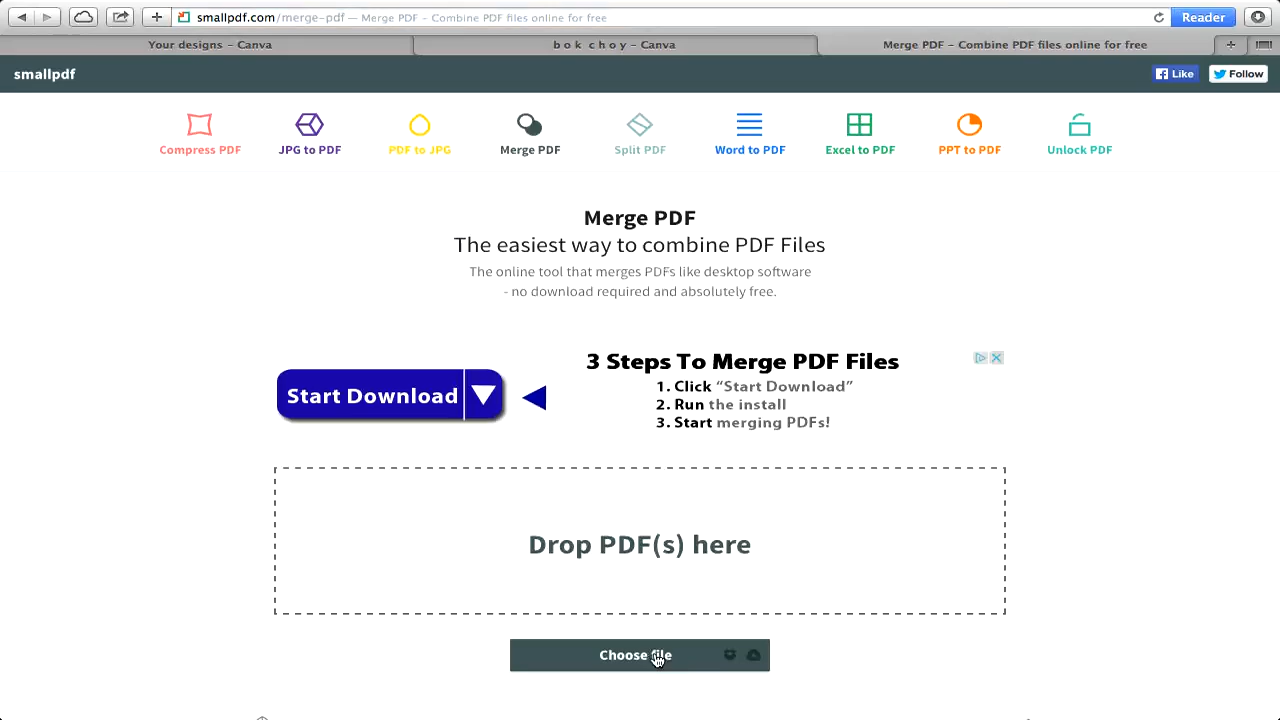 smallpdf.com/merge-pdf — Merge PDF – Combine PDF files online for free
Reader
Your designs – Canva
b o k c h o y – Canva
Merge PDF – Combine PDF files online for free
smallpdf
Like
Follow
Compress PDF
JPG to PDF
PDF to JPG
Merge PDF
Split PDF
Word to PDF
Excel to PDF
PPT to PDF
Unlock PDF
Merge PDF
The easiest way to combine PDF Files
The online tool that merges PDFs like desktop software
- no download required and absolutely free.
Start Download
3 Steps To Merge PDF Files
1. Click “Start Download”
2. Run the install
3. Start merging PDFs!
Drop PDF(s) here
Choose file